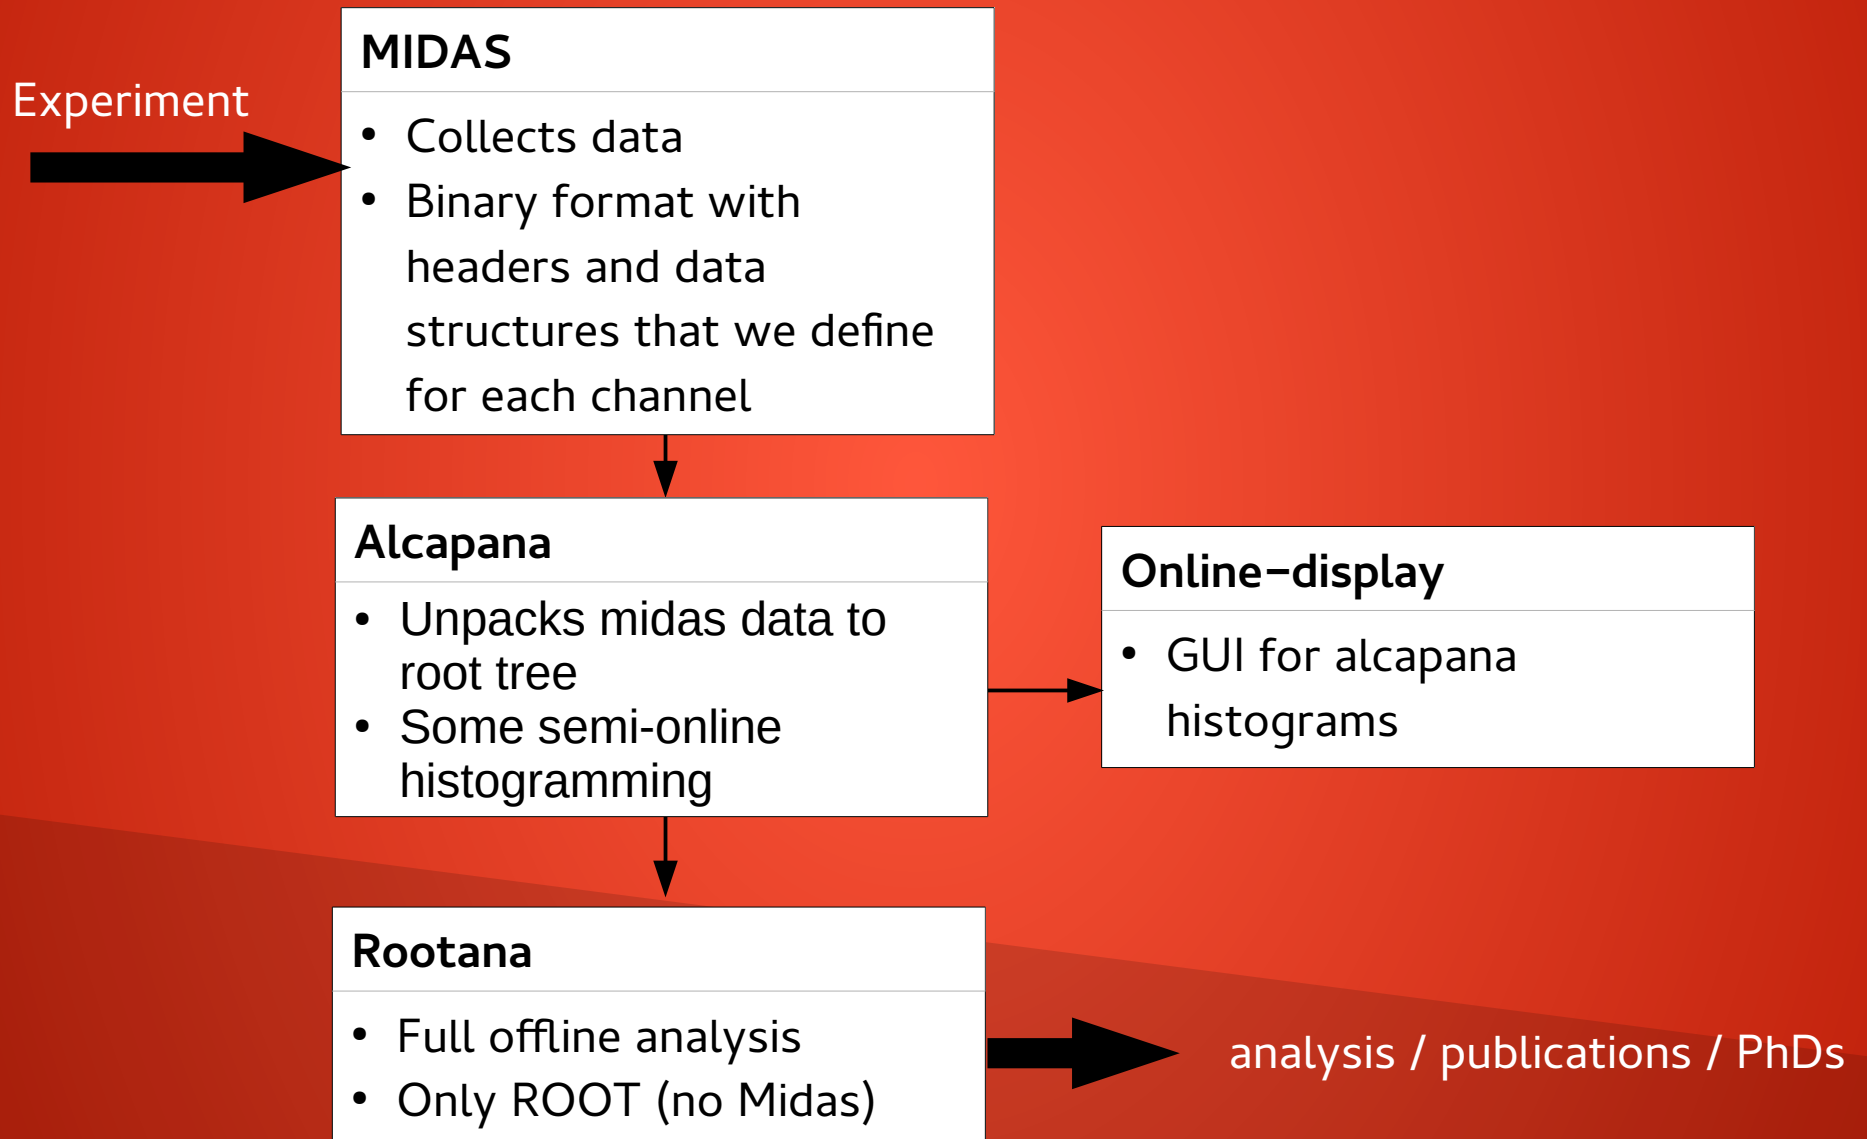 Experiment
MIDAS
• Collects data
• Binary format with
headers and data
structures that we define
for each channel
Alcapana
• Unpacks midas data to
root tree
• Some semi-online
histogramming
Online-display
• GUI for alcapana
histograms
Rootana
• Full offline analysis
• Only ROOT (no Midas)
analysis / publications / PhDs